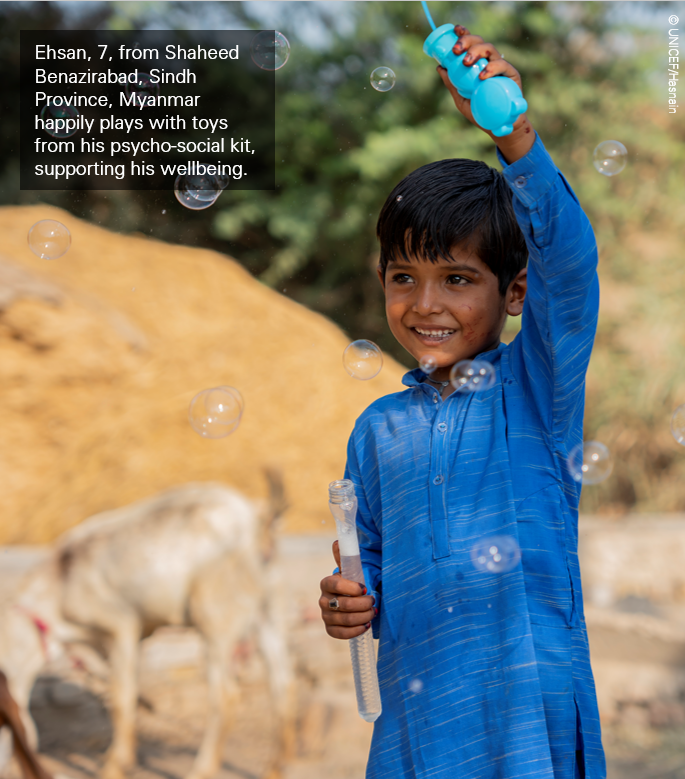 Ehsan, 7, from Shaheed
Benazirabad, Sindh
Province, Myanmar
happily plays with toys
from his psycho-social kit,
supporting his wellbeing.
© UNICEF/Hasnain